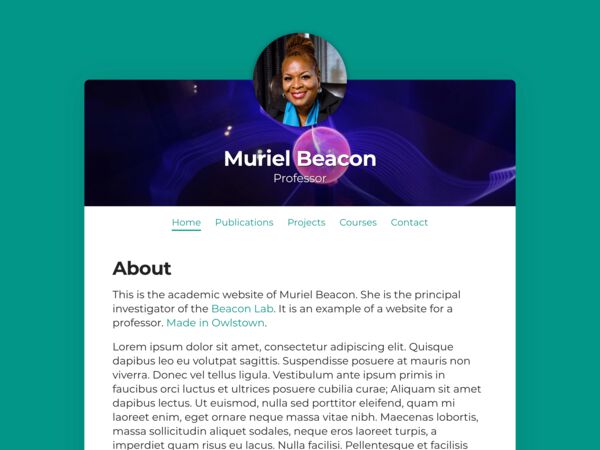 Muriel Beacon
Professor
Home Publications Projects Courses Contact
About
This is the academic website of Muriel Beacon. She is the principal
investigator of the Beacon Lab. It is an example of a website for a
professor. Made in Owlstown.
Lorem ipsum dolor sit amet, consectetur adipiscing elit. Quisque
dapibus leo eu volutpat sagittis. Suspendisse posuere at mauris non
viverra. Donec vel tellus ligula. Vestibulum ante ipsum primis in
faucibus orci luctus et ultrices posuere cubilia curae; Aliquam sit amet
dapibus lectus. Ut euismod, nulla sed porttitor eleifend, quam mi
laoreet enim, eget ornare neque massa vitae nibh. Maecenas lobortis,
massa sollicitudin aliquet sodales, neque eros laoreet turpis, a
imperdiet quam risus eu lacus. Nulla facilisi. Pellentesque et facilisis